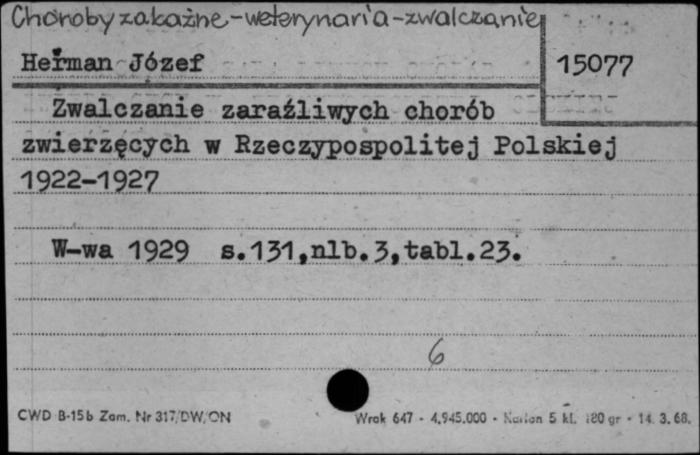 Choroby zakaźne-weterynaria-zwalczanie
Herman Józef
15077
Zwalczanie zaraźliwych chorób
zwierzęcych w Rzeczypospolitej Polskiej
1922-1927
W-wa 1929 s.131,nlb.3,tabl.23.
6
CWD B-15b Zam. Nr 317/DW/ON
Wrok 647 - 4.945.000 - Karton 5 kl. 180 gr - 14. 3. 68.